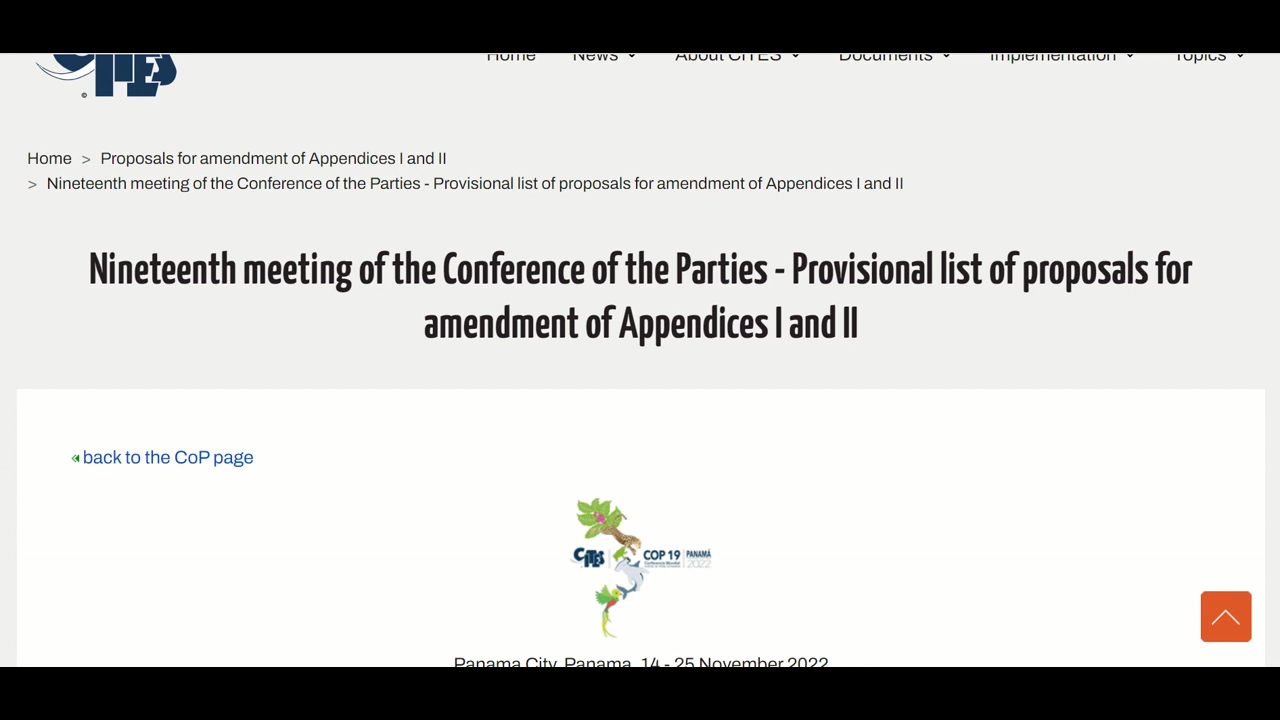 CITES
©
Home News About CITES Documents Implementation Topics
Home > Proposals for amendment of Appendices I and II
> Nineteenth meeting of the Conference of the Parties - Provisional list of proposals for amendment of Appendices I and II
Nineteenth meeting of the Conference of the Parties - Provisional list of proposals for
amendment of Appendices I and II
back to the CoP page
CITES COP 19 PANAMÁ
2022
Panama City, Panama, 14 - 25 November 2022